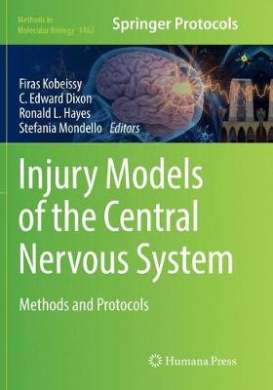 Methods in
Molecular Biology 1462
Springer Protocols
Firas Kobeissy
C. Edward Dixon
Ronald L. Hayes
Stefania Mondello Editors
Injury Models
of the Central
Nervous System
Methods and Protocols
Humana Press